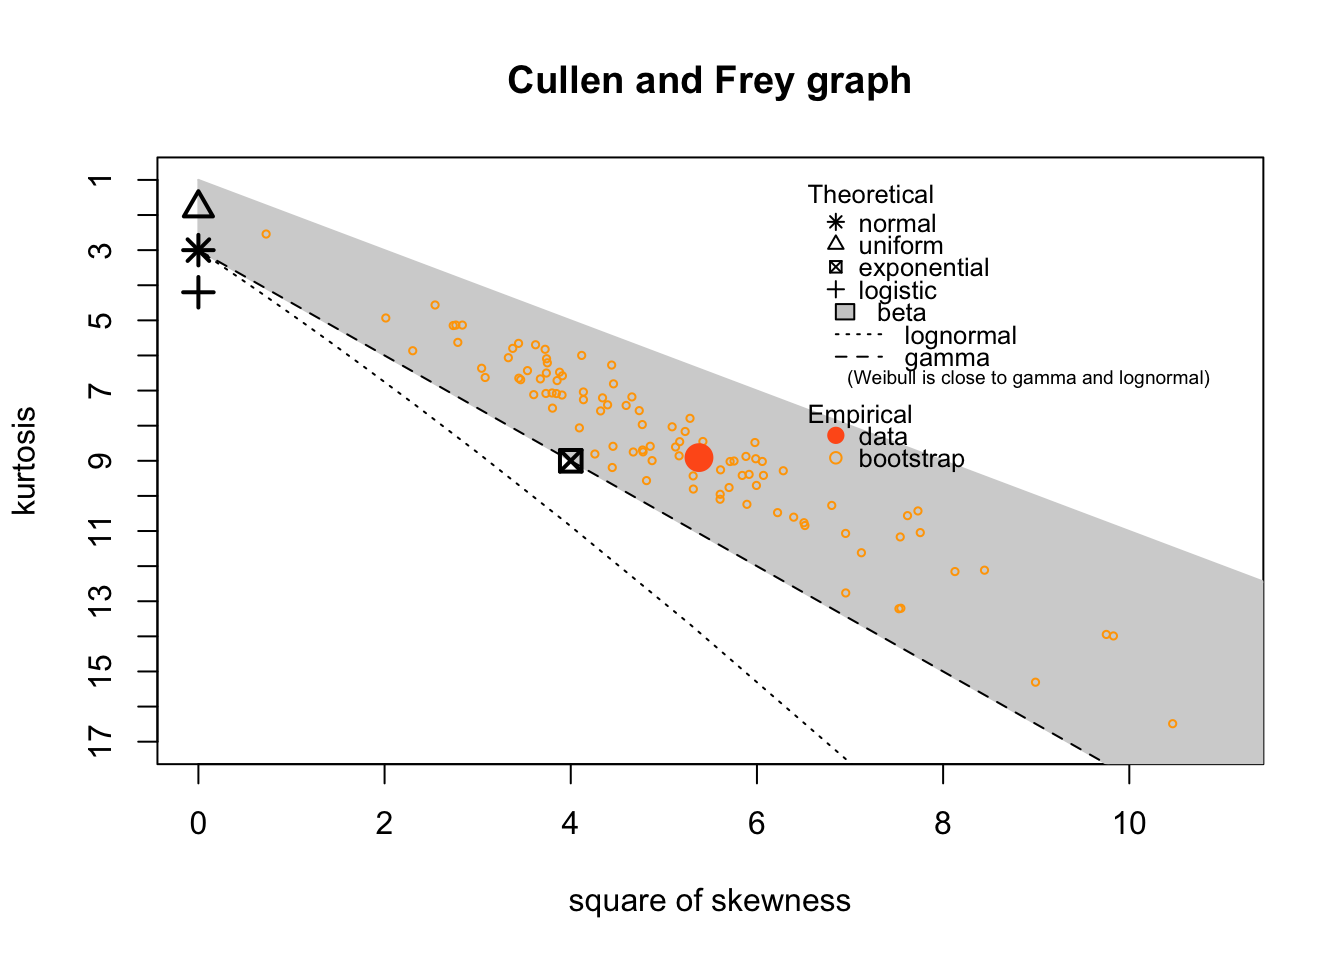 Cullen and Frey graph
Theoretical
normal
uniform
exponential
logistic
beta
lognormal
gamma
(Weibull is close to gamma and lognormal)
Empirical
data
bootstrap
kurtosis
1
3
5
7
9
11
13
15
17
0 2 4 6 8 10
square of skewness